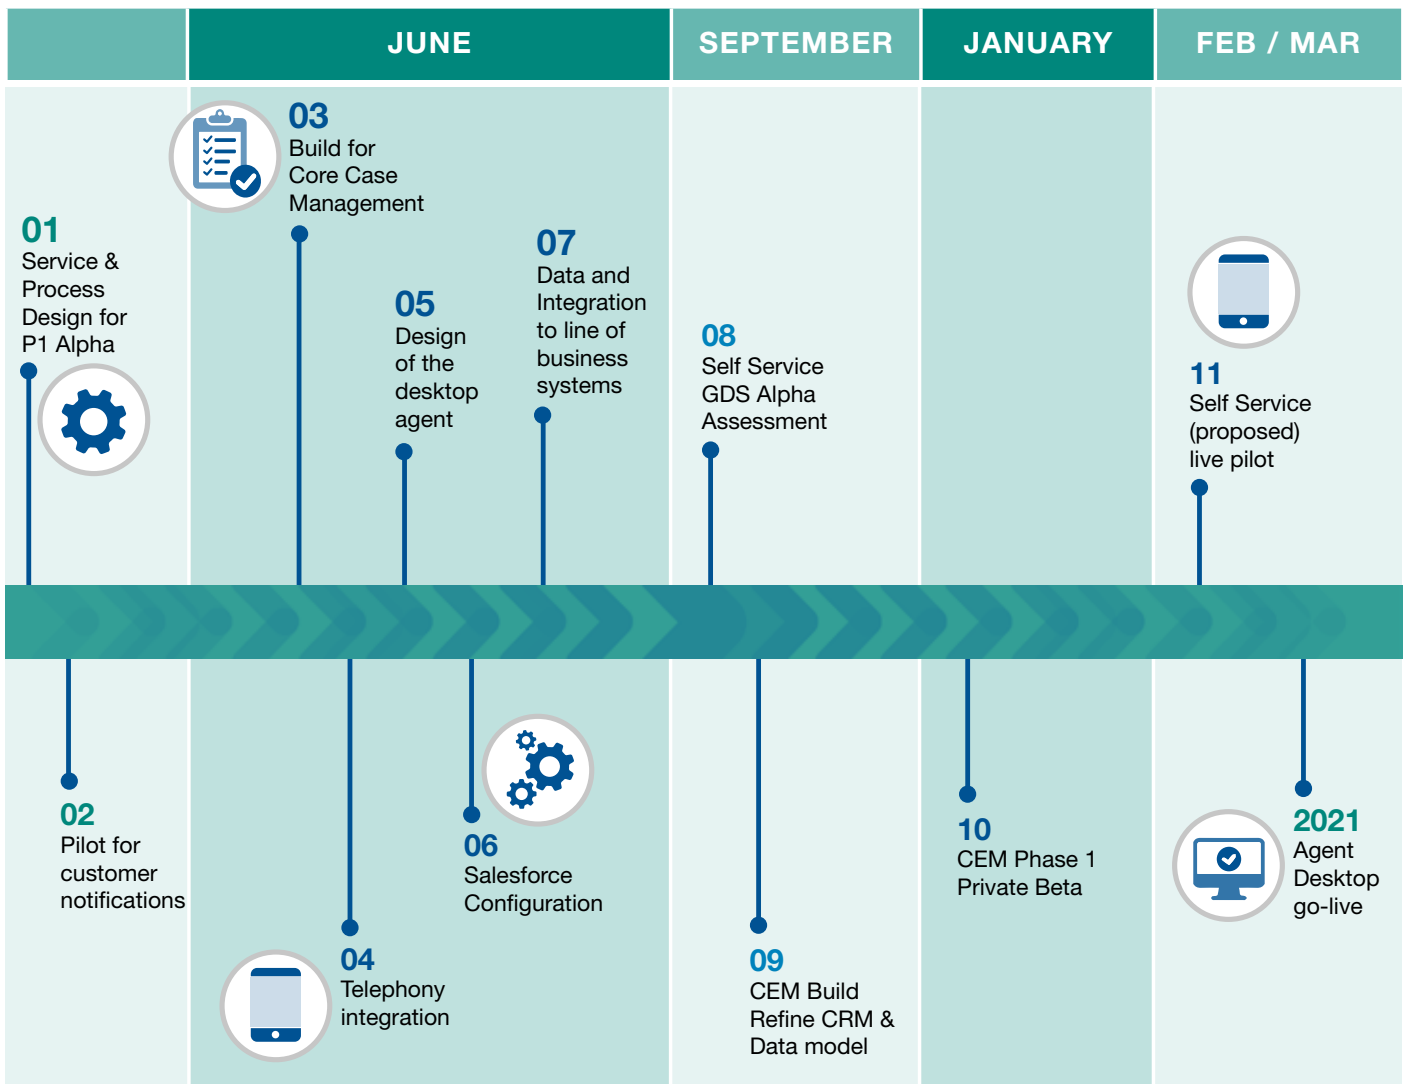 JUNE
SEPTEMBER
JANUARY
FEB / MAR
01
Service &
Process
Design for
P1 Alpha
02
Pilot for
customer
notifications
03
Build for
Core Case
Management
04
Telephony
integration
05
Design
of the
desktop
agent
06
Salesforce
Configuration
07
Data and
Integration
to line of
business
systems
08
Self Service
GDS Alpha
Assessment
09
CEM Build
Refine CRM &
Data model
10
CEM Phase 1
Private Beta
11
Self Service
(proposed)
live pilot
2021
Agent
Desktop
go-live